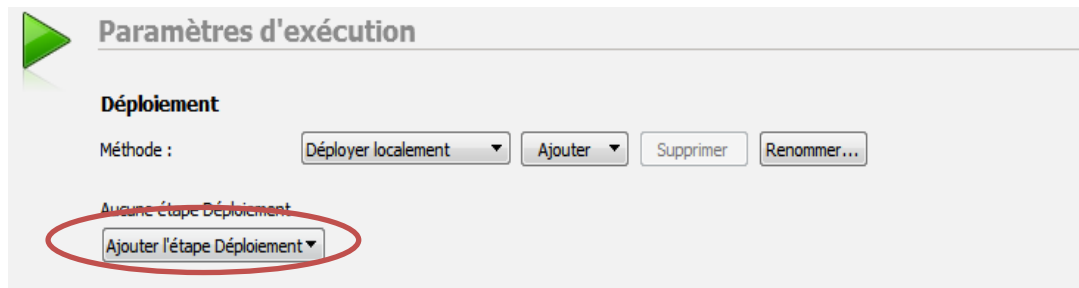 Paramètres d'exécution
Déploiement
Méthode : Déployer localement Ajouter Supprimer Renommer...
Aucune étape Déploiement
Ajouter l'étape Déploiement